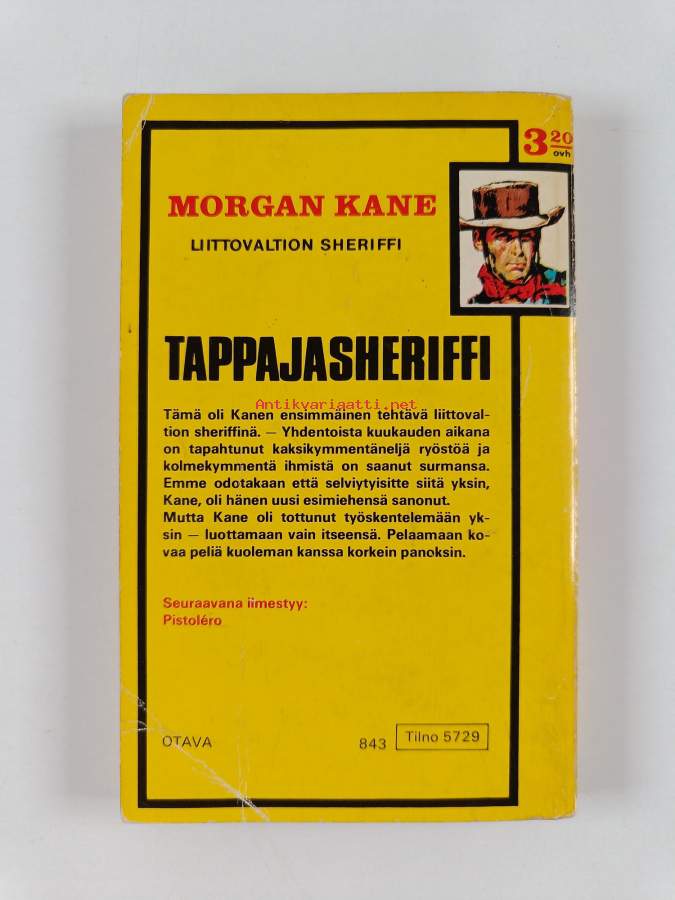 3 20
ovh
MORGAN KANE
LIITTOVALTION SHERIFFI
TAPPAJASHERIFFI
Antikvariaatti.net
Tämä oli Kanen ensimmäinen tehtävä liittoval-
tion sheriffinä. — Yhdentoista kuukauden aikana
on tapahtunut kaksikymmentäneljä ryöstöä ja
kolmekymmentä ihmistä on saanut surmansa.
Emme odotakaan että selviytyisitte siitä yksin,
Kane, oli hänen uusi esimiehensä sanonut.
Mutta Kane oli tottunut työskentelemään yk-
sin — luottamaan vain itseensä. Pelaamaan ko-
vaa peliä kuoleman kanssa korkein panoksin.
Seuraavana iimestyy:
Pistoléro
OTAVA
843 Tilno 5729